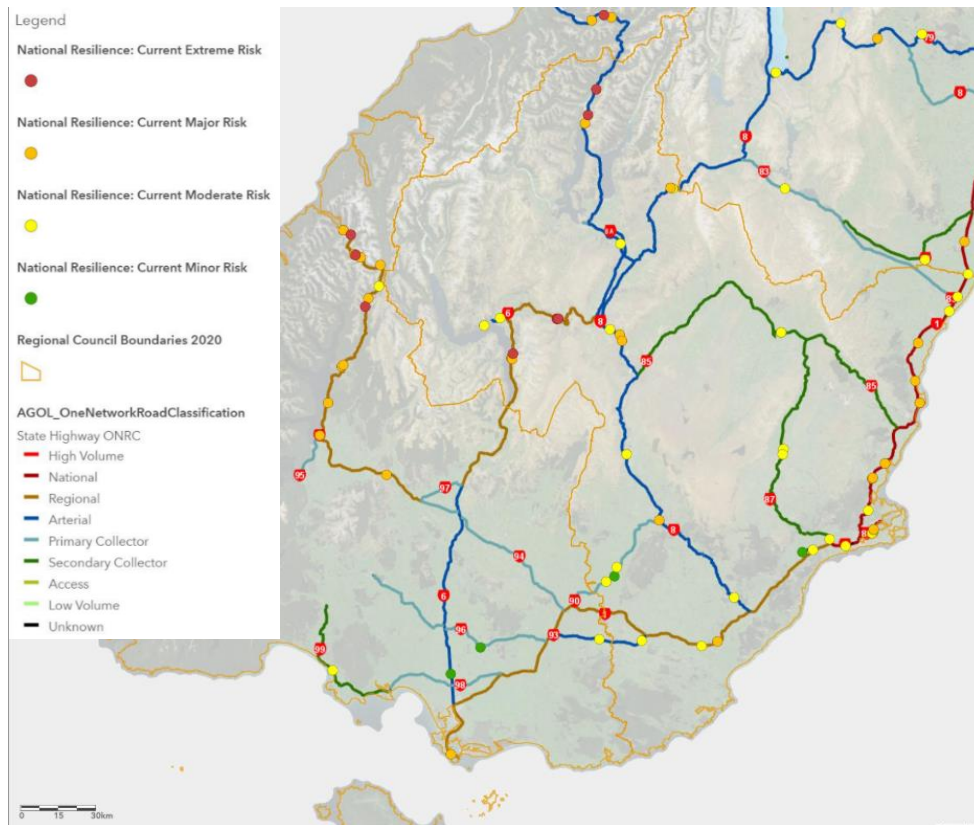 Legend
National Resilience: Current Extreme Risk
National Resilience: Current Major Risk
National Resilience: Current Moderate Risk
National Resilience: Current Minor Risk
Regional Council Boundaries 2020
AGOL_OneNetworkRoadClassification
State Highway ONRC
High Volume
National
Regional
Arterial
Primary Collector
Secondary Collector
Access
Low Volume
Unknown
79
8
8
83
6
8
83
1
85
85
95
97
87
8
94
6
90
96
93
99
98
0 15 30km